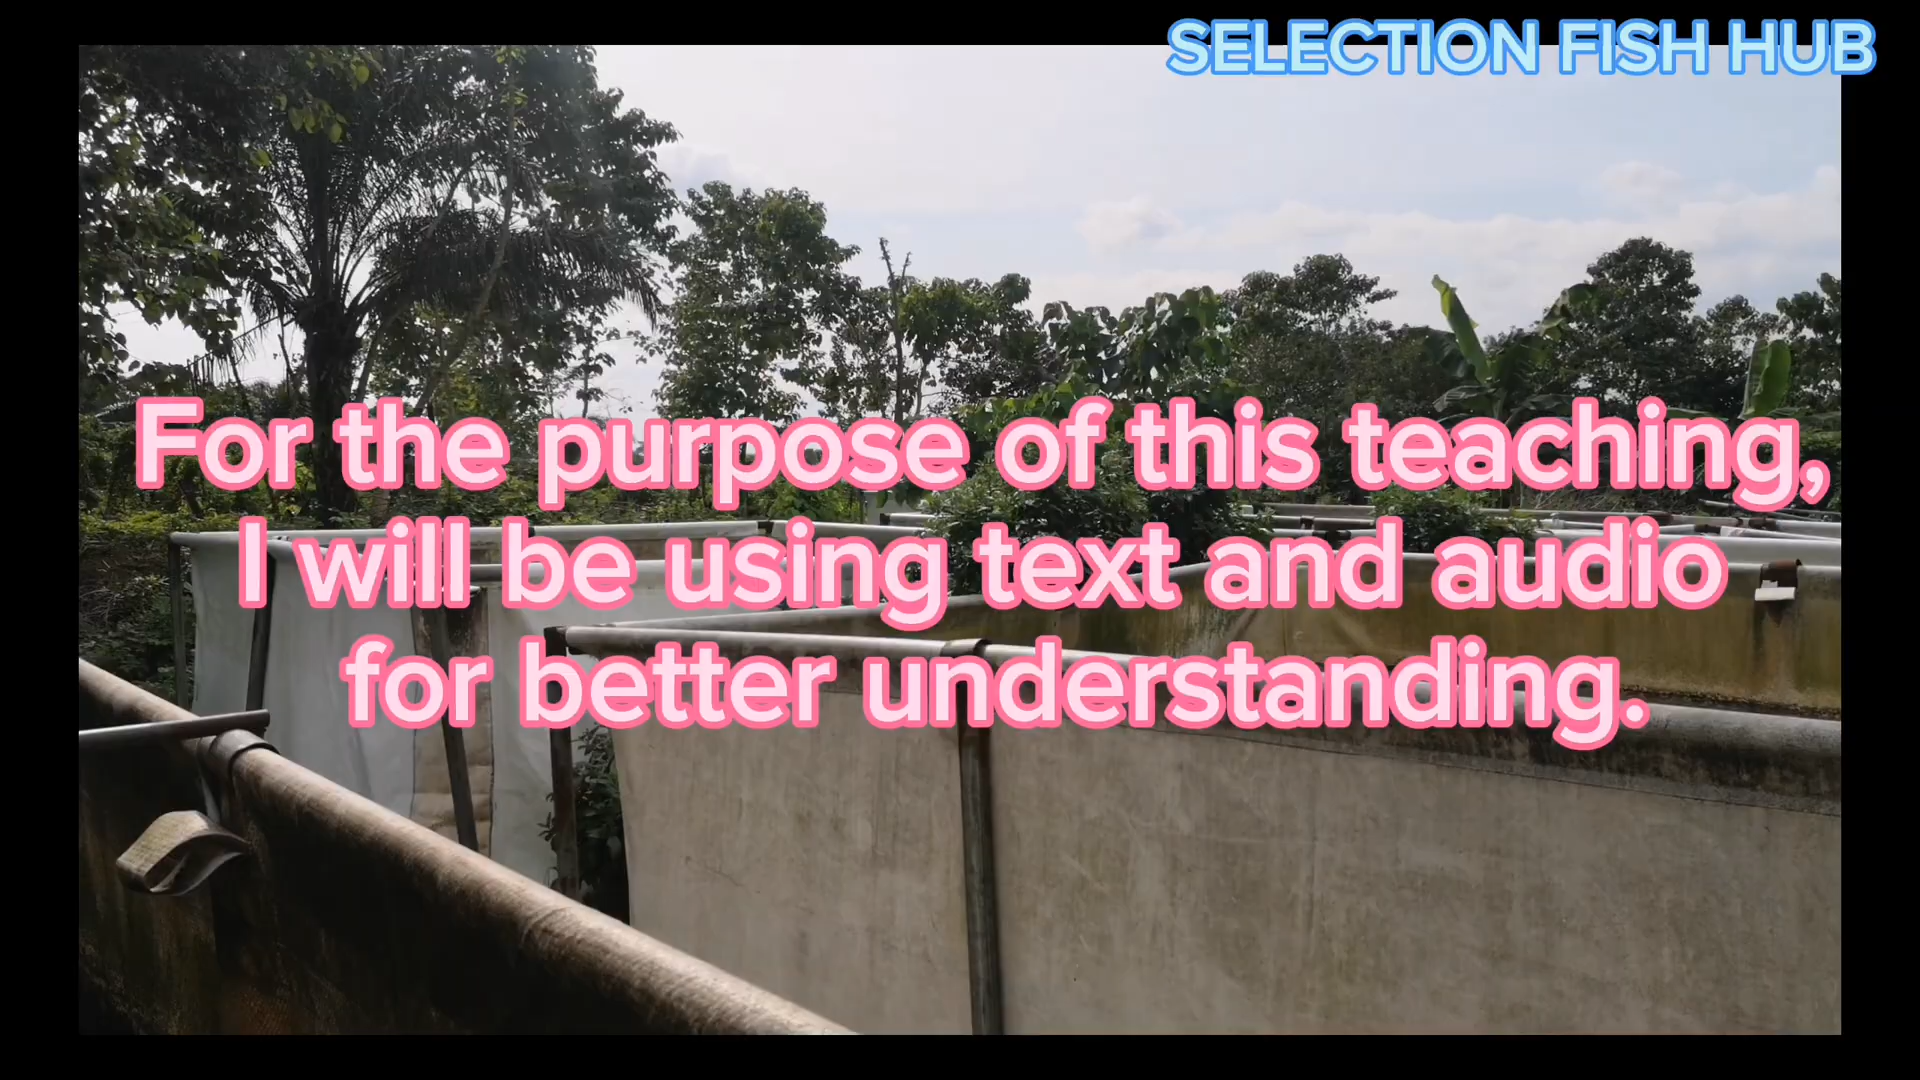 SELECTION FISH HUB
For the purpose of this teaching,
I will be using text and audio
for better understanding.